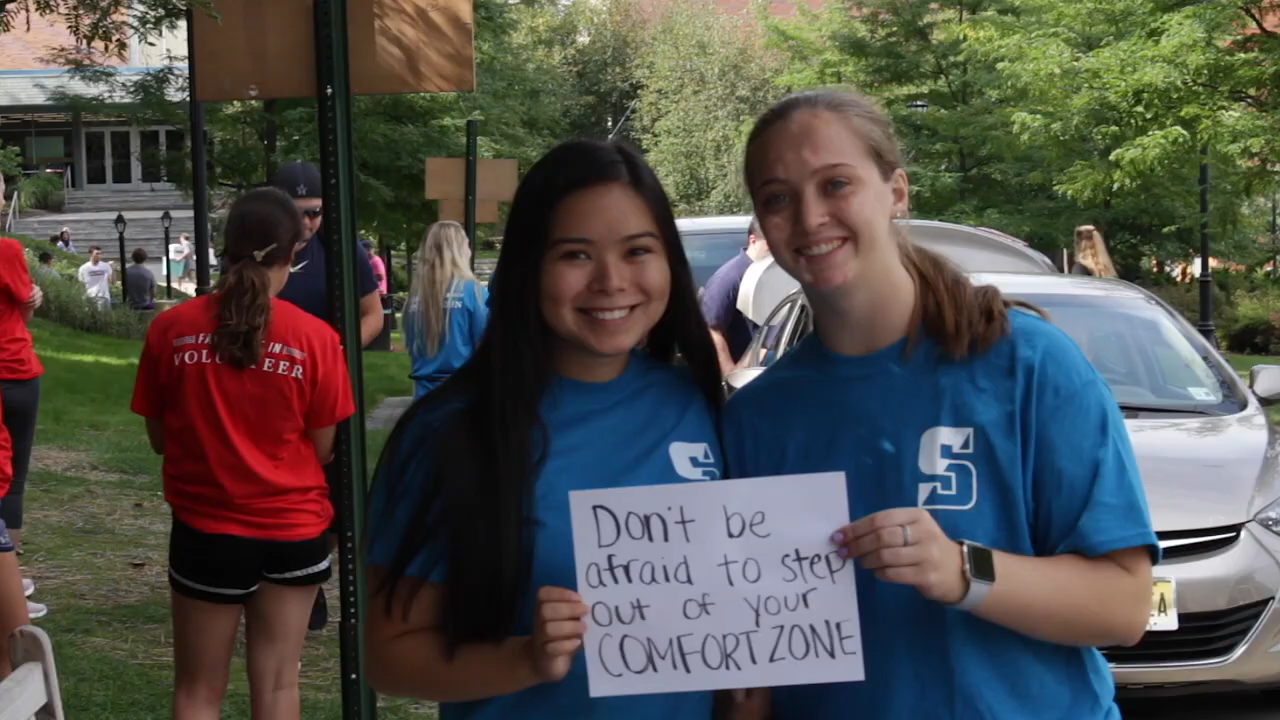 Don't be
afraid to step
out of your
COMFORT ZONE
S
S
VOLUNTEER